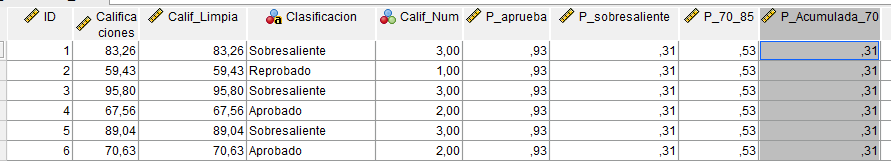 ID Calificaciones Calif_Limpia Clasificacion Calif_Num P_aprueba P_sobresaliente P_70_85 P_Acumulada_70
1 83,26 83,26 Sobresaliente 3,00 ,93 ,31 ,53 ,31
2 59,43 59,43 Reprobado 1,00 ,93 ,31 ,53 ,31
3 95,80 95,80 Sobresaliente 3,00 ,93 ,31 ,53 ,31
4 67,56 67,56 Aprobado 2,00 ,93 ,31 ,53 ,31
5 89,04 89,04 Sobresaliente 3,00 ,93 ,31 ,53 ,31
6 70,63 70,63 Aprobado 2,00 ,93 ,31 ,53 ,31